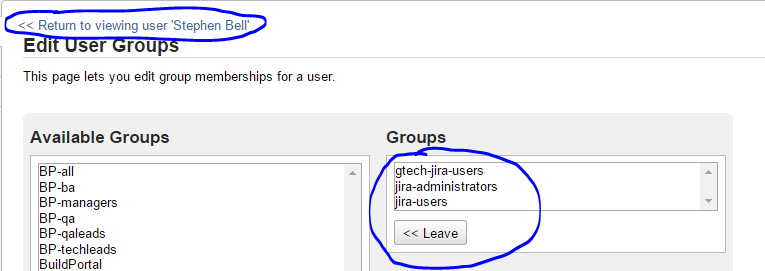 << Return to viewing user 'Stephen Bell'
Edit User Groups
This page lets you edit group memberships for a user.
Available Groups
BP-all
BP-ba
BP-managers
BP-qa
BP-qaleads
BP-techleads
BuildPortal
Groups
gtech-jira-users
jira-administrators
jira-users
<< Leave